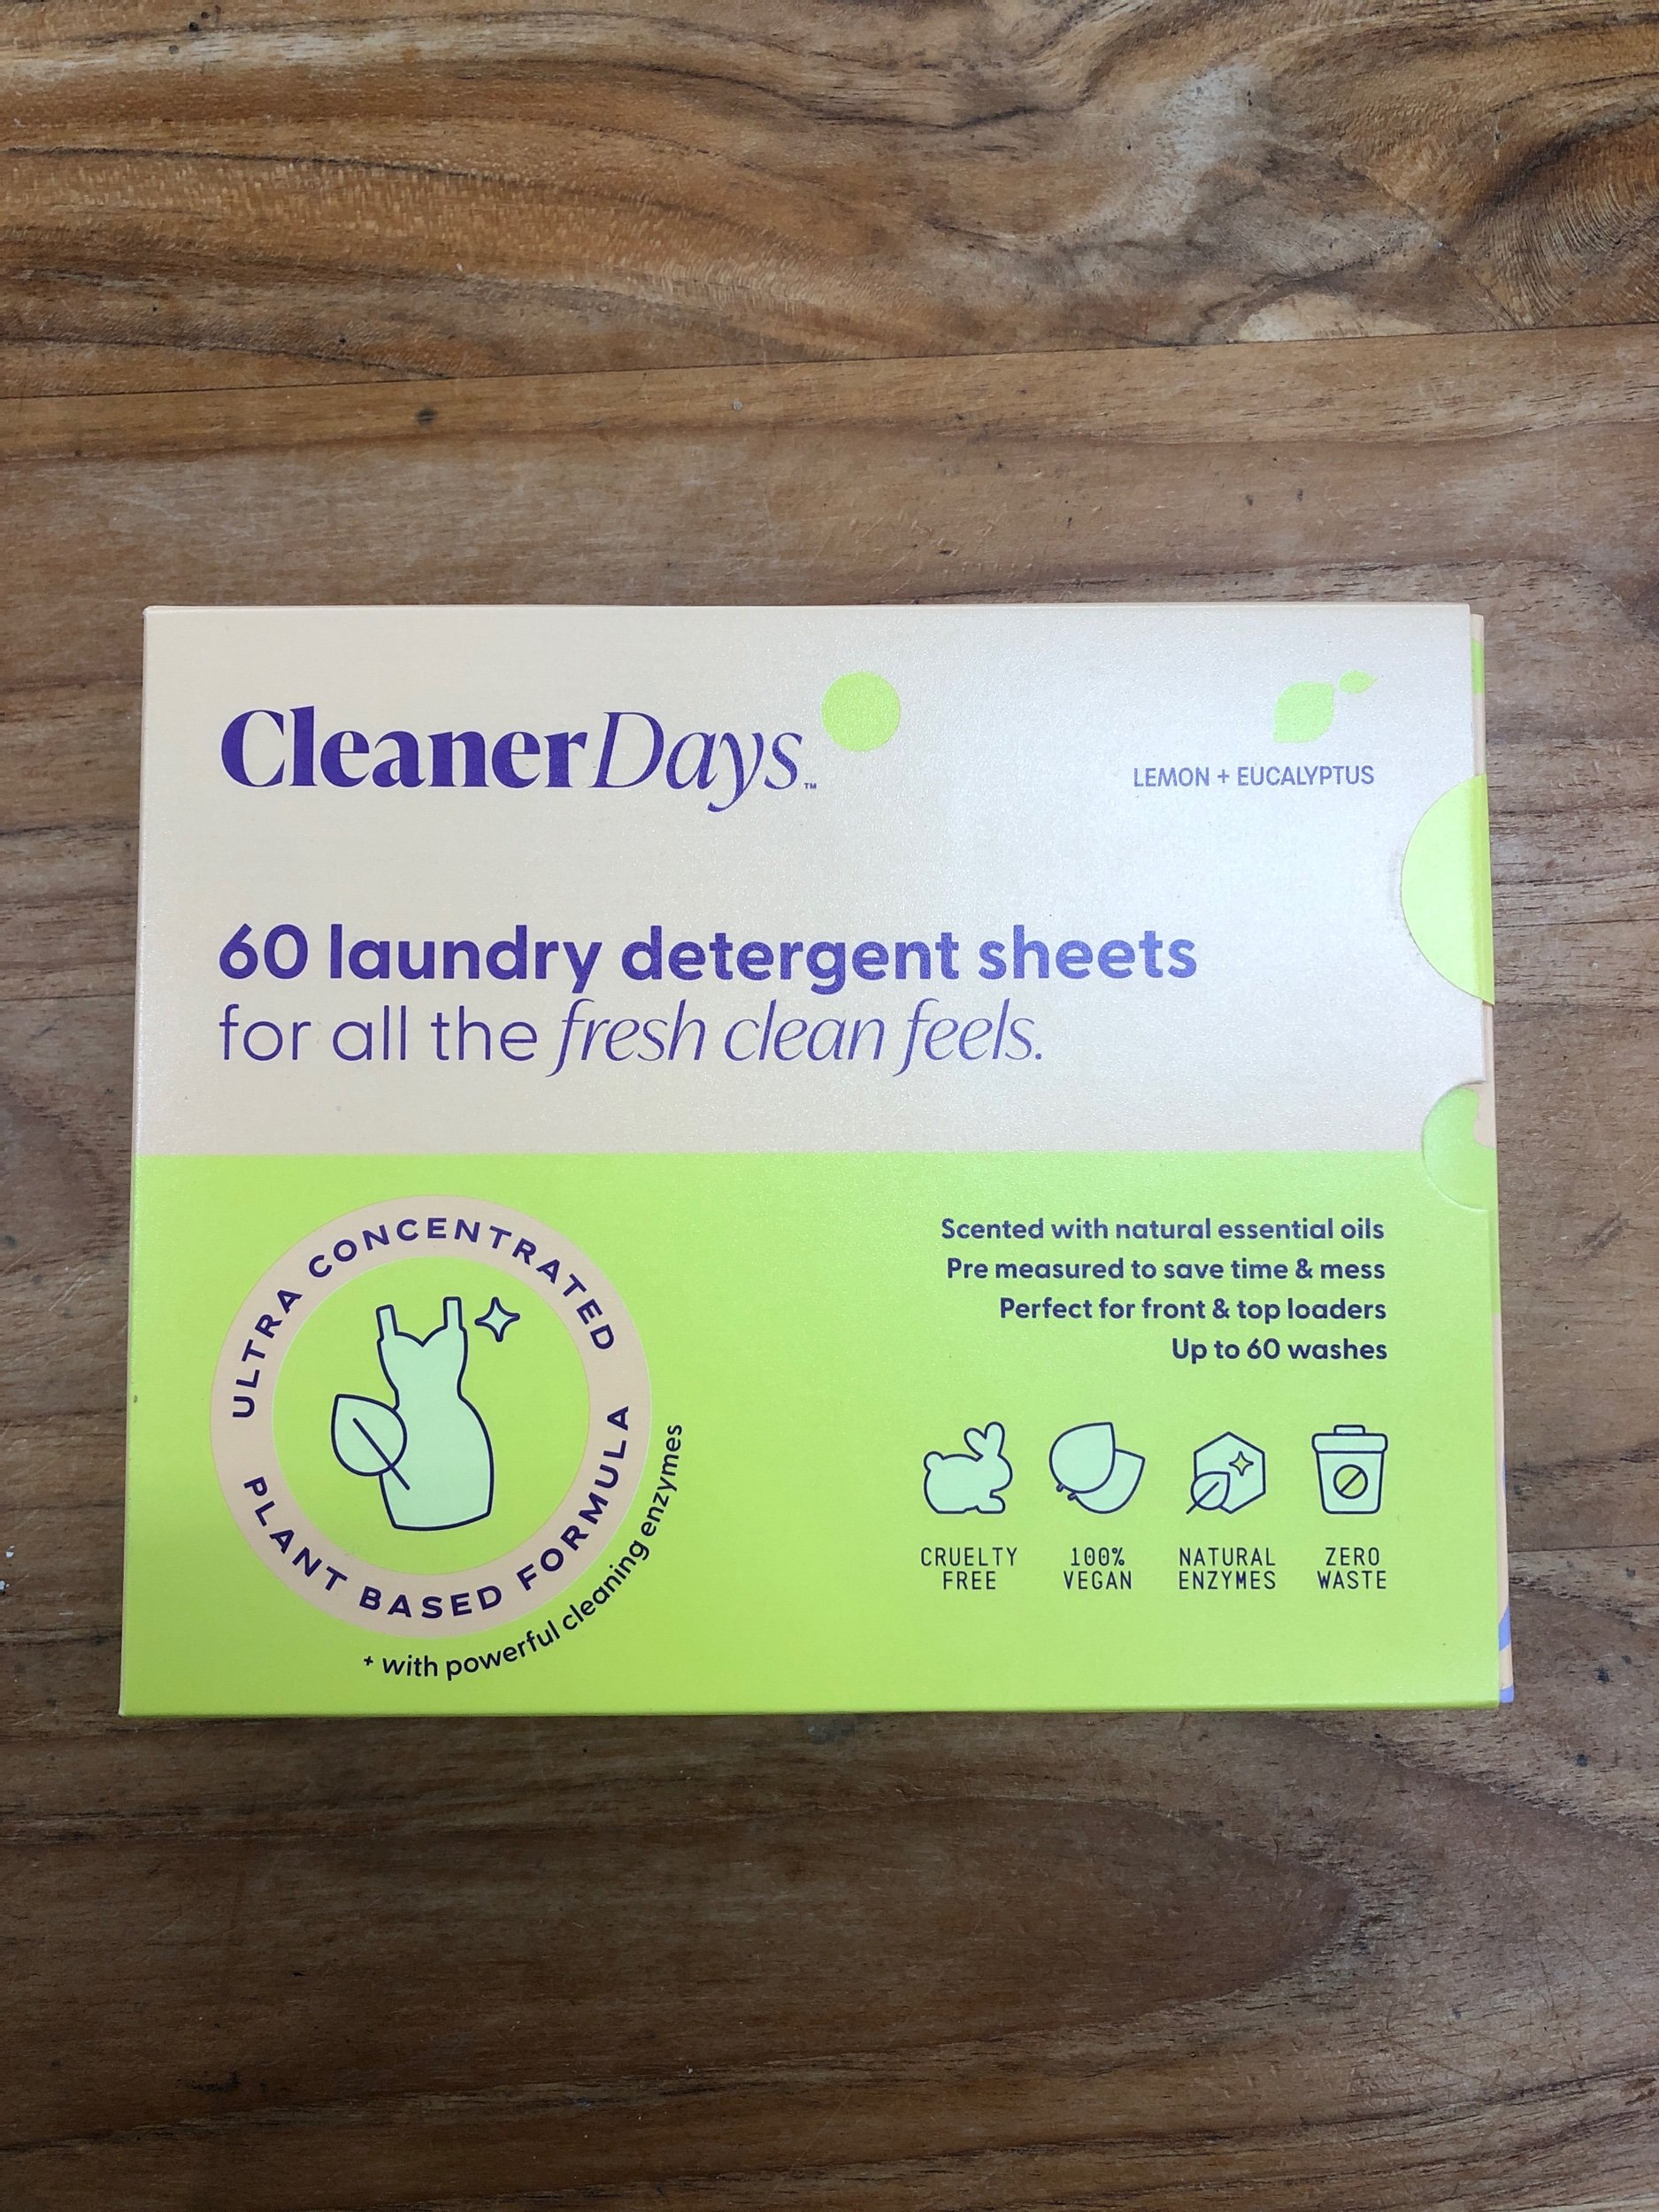 CleanerDays™
LEMON + EUCALYPTUS
60 laundry detergent sheets
for all the fresh clean feels.
ULTRA CONCENTRATED
PLANT BASED FORMULA
+ with powerful cleaning enzymes
Scented with natural essential oils
Pre measured to save time & mess
Perfect for front & top loaders
Up to 60 washes
CRUELTY
FREE
100%
VEGAN
NATURAL
ENZYMES
ZERO
WASTE